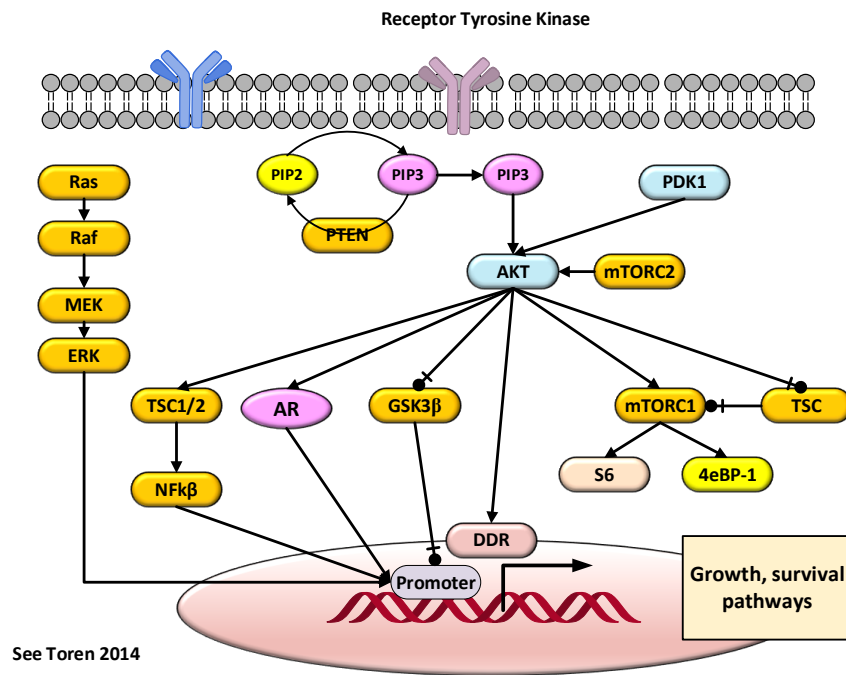 Receptor Tyrosine Kinase
PIP2
PIP3
PIP3
PDK1
Ras
PTEN
Raf
AKT
mTORC2
MEK
ERK
TSC1/2
AR
GSK3β
mTORC1
TSC
S6
4eBP-1
NFkβ
DDR
Promoter
Growth, survival
pathways
See Toren 2014